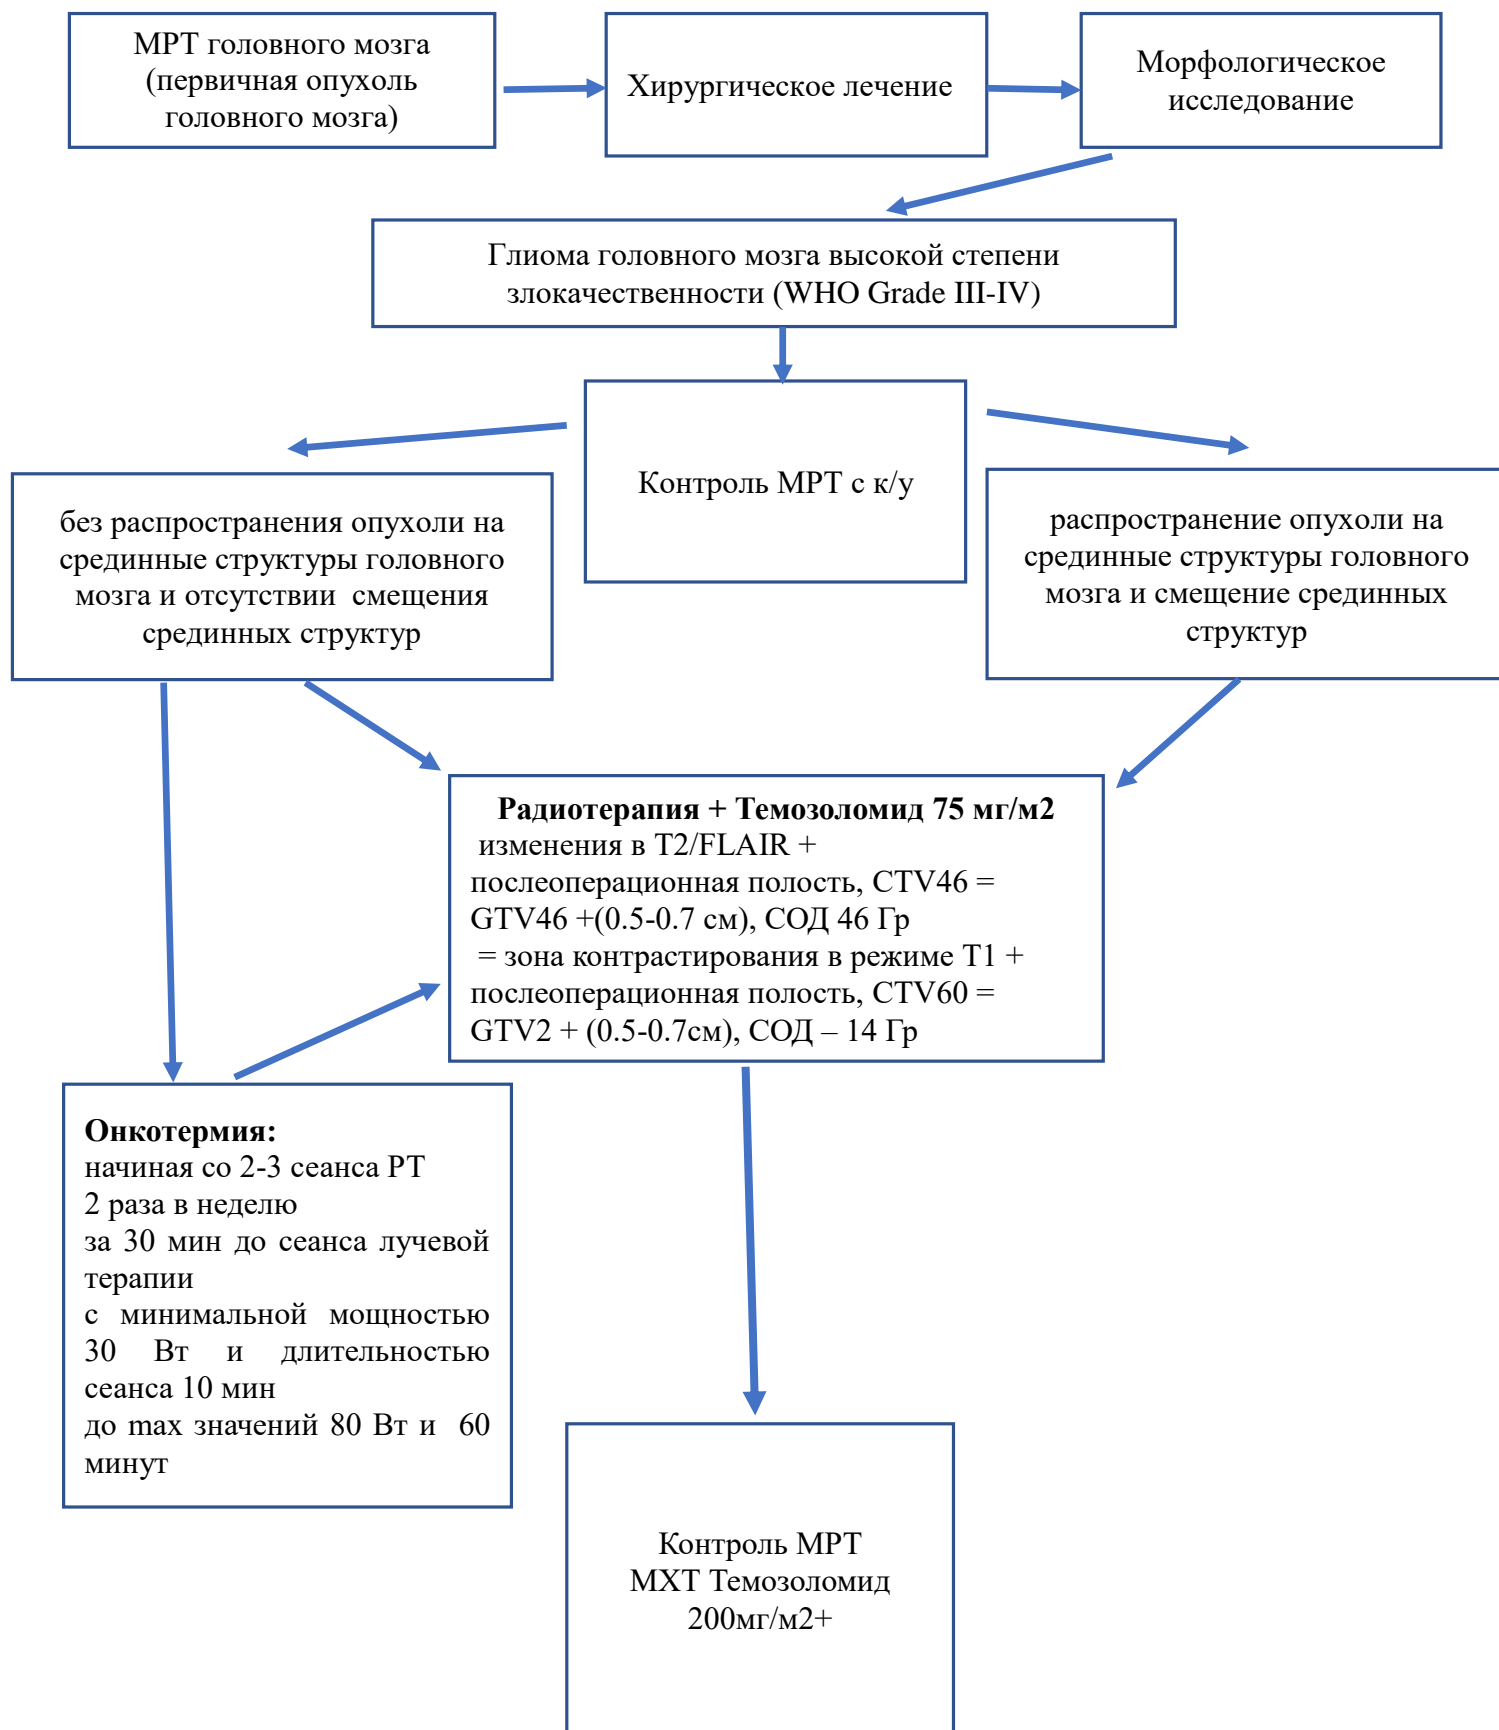 МРТ головного мозга
(первичная опухоль
головного мозга)
Хирургическое лечение
Морфологическое
исследование
Глиома головного мозга высокой степени
злокачественности (WHO Grade III-IV)
Контроль МРТ с к/у
без распространения опухоли на
срединные структуры головного
мозга и отсутствии  смещения
срединных структур
распространение опухоли на
срединные структуры головного
мозга и смещение срединных
структур
Радиотерапия + Темозоломид 75 мг/м2
изменения в T2/FLAIR +
послеоперационная полость, CTV46 =
GTV46 +(0.5-0.7 см), СОД 46 Гр
= зона контрастирования в режиме Т1 +
послеоперационная полость, CTV60 =
GTV2 + (0.5-0.7см), СОД – 14 Гр
Онкотермия:
начиная со 2-3 сеанса РТ
2 раза в неделю
за 30 мин до сеанса лучевой
терапии
с минимальной мощностью
30 Вт и длительностью
сеанса 10 мин
до max значений 80 Вт и  60
минут
Контроль МРТ
МХТ Темозоломид
200мг/м2+